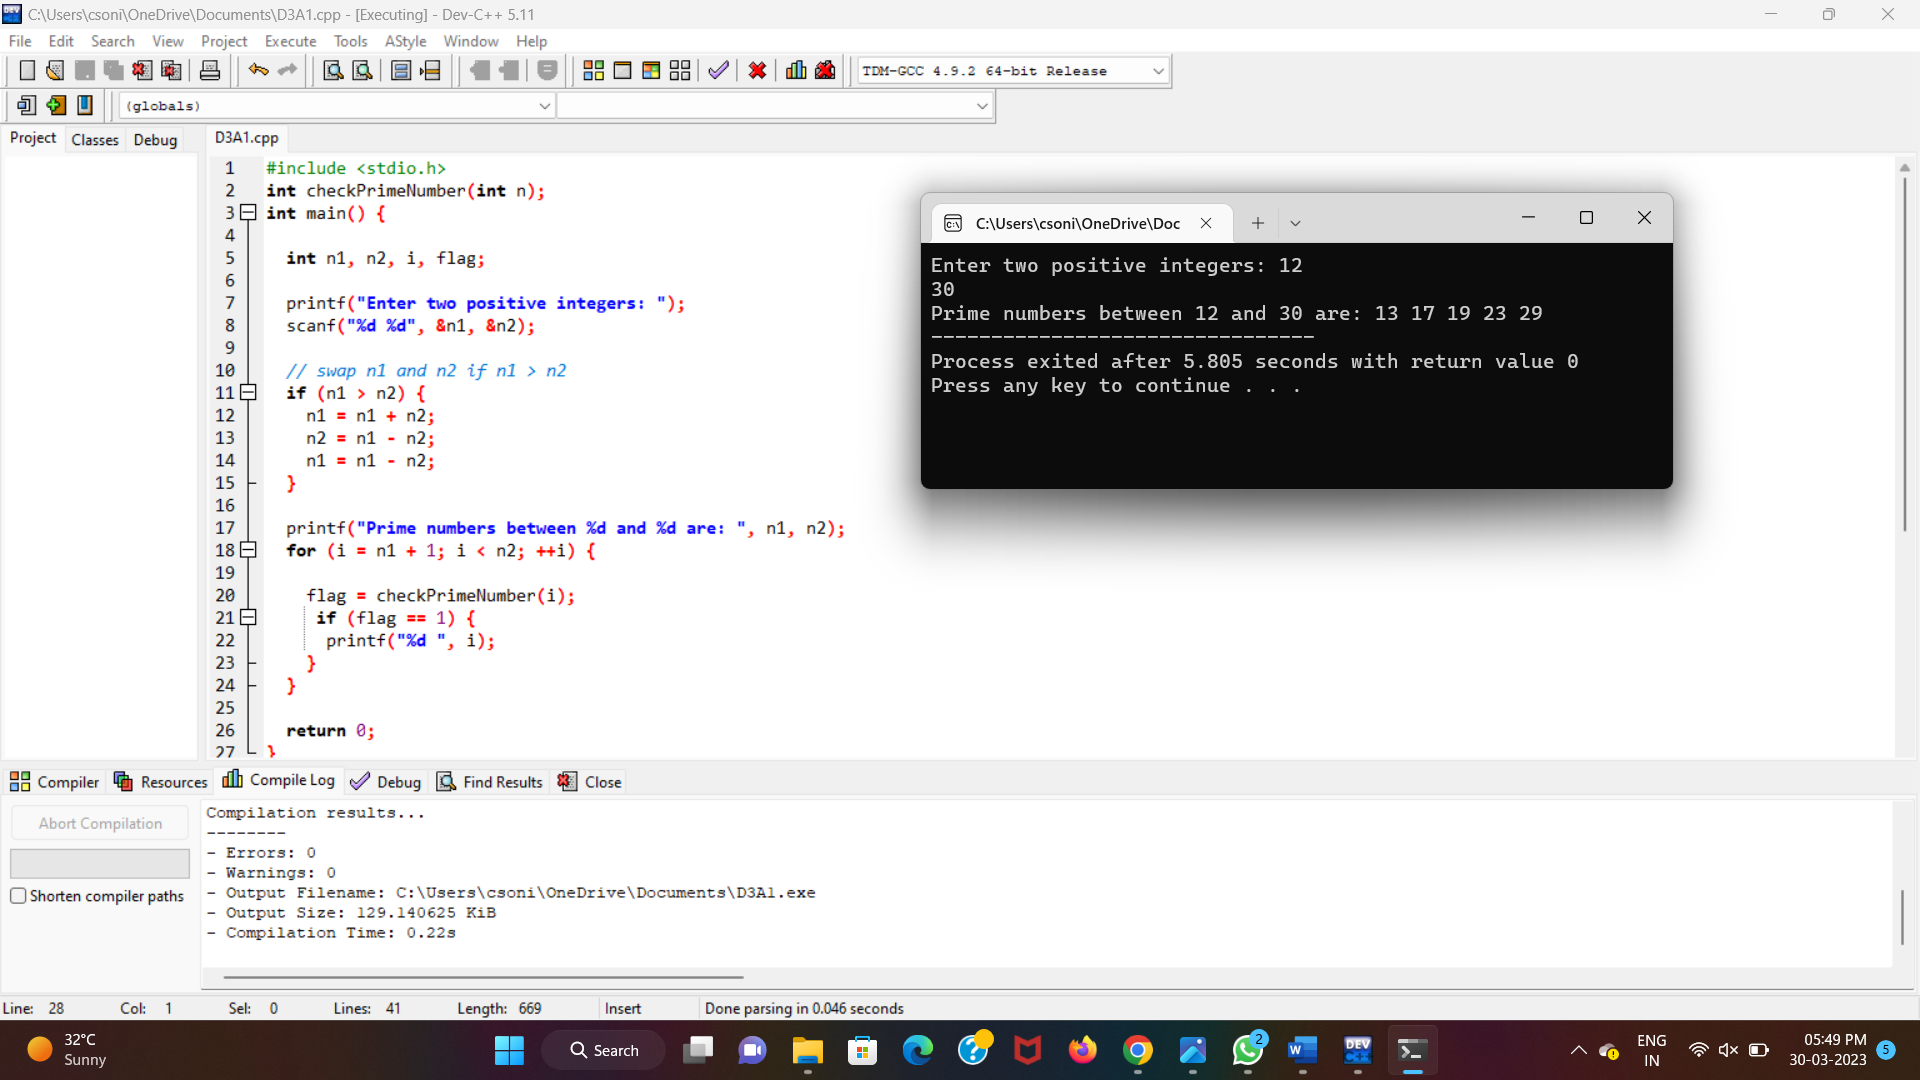 C:\Users\csoni\OneDrive\Documents\D3A1.cpp - [Executing] - Dev-C++ 5.11
File Edit Search View Project Execute Tools AStyle Window Help
TDM-GCC 4.9.2 64-bit Release
(globals)
Project Classes Debug
D3A1.cpp
1 #include <stdio.h>
2 int checkPrimeNumber(int n);
3 int main() {
4
5 int n1, n2, i, flag;
6
7 printf("Enter two positive integers: ");
8 scanf("%d %d", &n1, &n2);
9
10 // swap n1 and n2 if n1 > n2
11 if (n1 > n2) {
12 n1 = n1 + n2;
13 n2 = n1 - n2;
14 n1 = n1 - n2;
15 }
16
17 printf("Prime numbers between %d and %d are: ", n1, n2);
18 for (i = n1 + 1; i < n2; ++i) {
19
20 flag = checkPrimeNumber(i);
21 if (flag == 1) {
22 printf("%d ", i);
23 }
24 }
25
26 return 0;
27 }
C:\Users\csoni\OneDrive\Doc
Enter two positive integers: 12
30
Prime numbers between 12 and 30 are: 13 17 19 23 29
--------------------------------
Process exited after 5.805 seconds with return value 0
Press any key to continue . . .
Compiler Resources Compile Log Debug Find Results Close
Abort Compilation
Shorten compiler paths
Compilation results...
--------
- Errors: 0
- Warnings: 0
- Output Filename: C:\Users\csoni\OneDrive\Documents\D3A1.exe
- Output Size: 129.140625 KiB
- Compilation Time: 0.22s
Line: 28 Col: 1 Sel: 0 Lines: 41 Length: 669 Insert Done parsing in 0.046 seconds
32°C
Sunny
Search
2
DEV
C++
ENG
IN
05:49 PM
30-03-2023
5